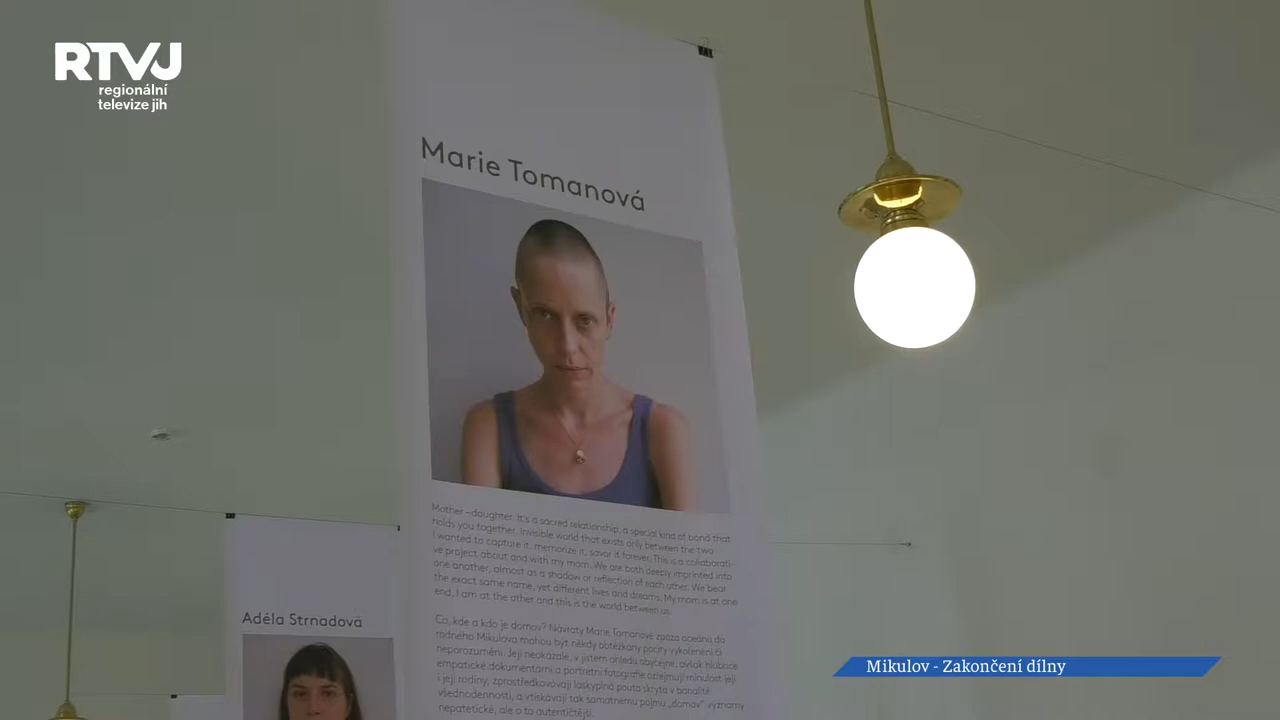 RTVJ
regionální
televize jih
Marie Tomanová
Mother – daughter. It's a sacred relationship, a special kind of bond that
holds you together. Invisible world that exists only between the two.
I wanted to capture it, memorize it, savor it forever. This is a collaborati-
ve project about and with my mom. We are both deeply imprinted into
one another, almost as a shadow or reflection of each other. We bear
the exact same name, yet different lives and dreams. My mom is at one
end, I am at the other and this is the world between us.
Co, kde a kdo je domov? Návraty Marie Tomanové zpoza oceánu do
rodného Mikulova mohou být někdy obtěžkany pocity vykořenění či
neporozumění. Její neokázale, v jistém ohledu obyčejné, avšak hluboce
empatické dokumentární a portrétní fotografie ozřejmují minulost její
i její rodiny, zprostředkovávají láskyplná pouta skrytá v banalitě
všednodennosti, a vtiskávají tak samotnému pojmu „domov“ významy
nepatetické, ale o to autentičtější.
Adéla Strnadová
Mikulov - Zakončení dílny